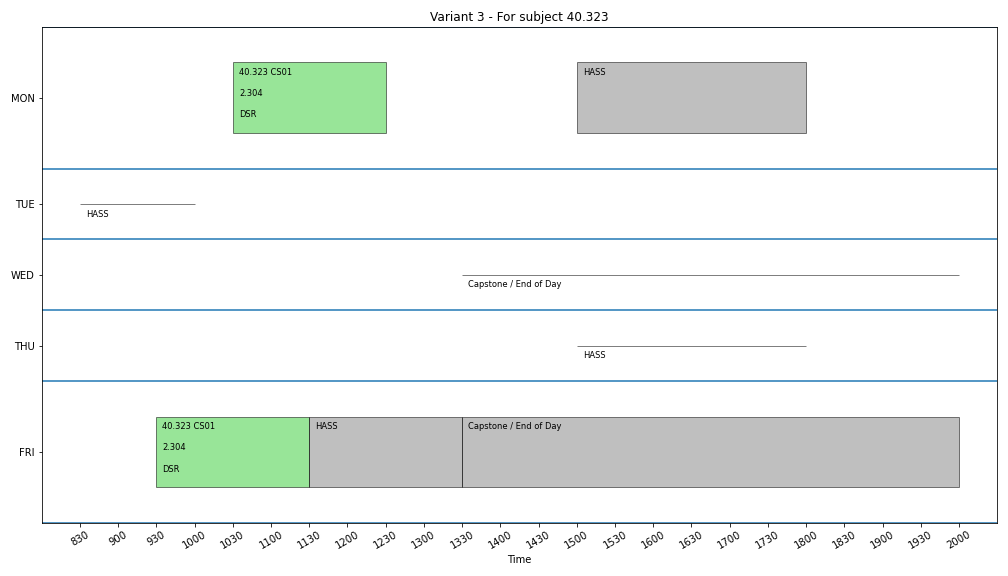 Variant 3 - For subject 40.323
MON
40.323 CS01
2.304
DSR
HASS
TUE
HASS
WED
Capstone / End of Day
THU
HASS
FRI
40.323 CS01
2.304
DSR
HASS
Capstone / End of Day
830 900 930 1000 1030 1100 1130 1200 1230 1300 1330 1400 1430 1500 1530 1600 1630 1700 1730 1800 1830 1900 1930 2000
Time